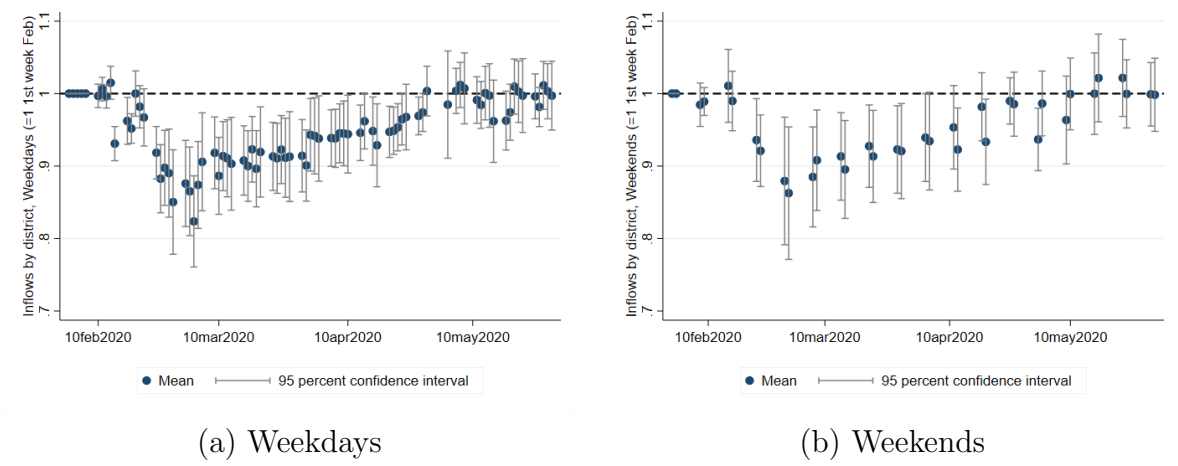 Inflows by district, Weekdays (=1 1st week Feb)
1.1
1
.9
.8
.7
10feb2020 10mar2020 10apr2020 10may2020
Mean 95 percent confidence interval
(a) Weekdays
Inflows by district, Weekends (=1 1st week Feb)
1.1
1
.9
.8
.7
10feb2020 10mar2020 10apr2020 10may2020
Mean 95 percent confidence interval
(b) Weekends